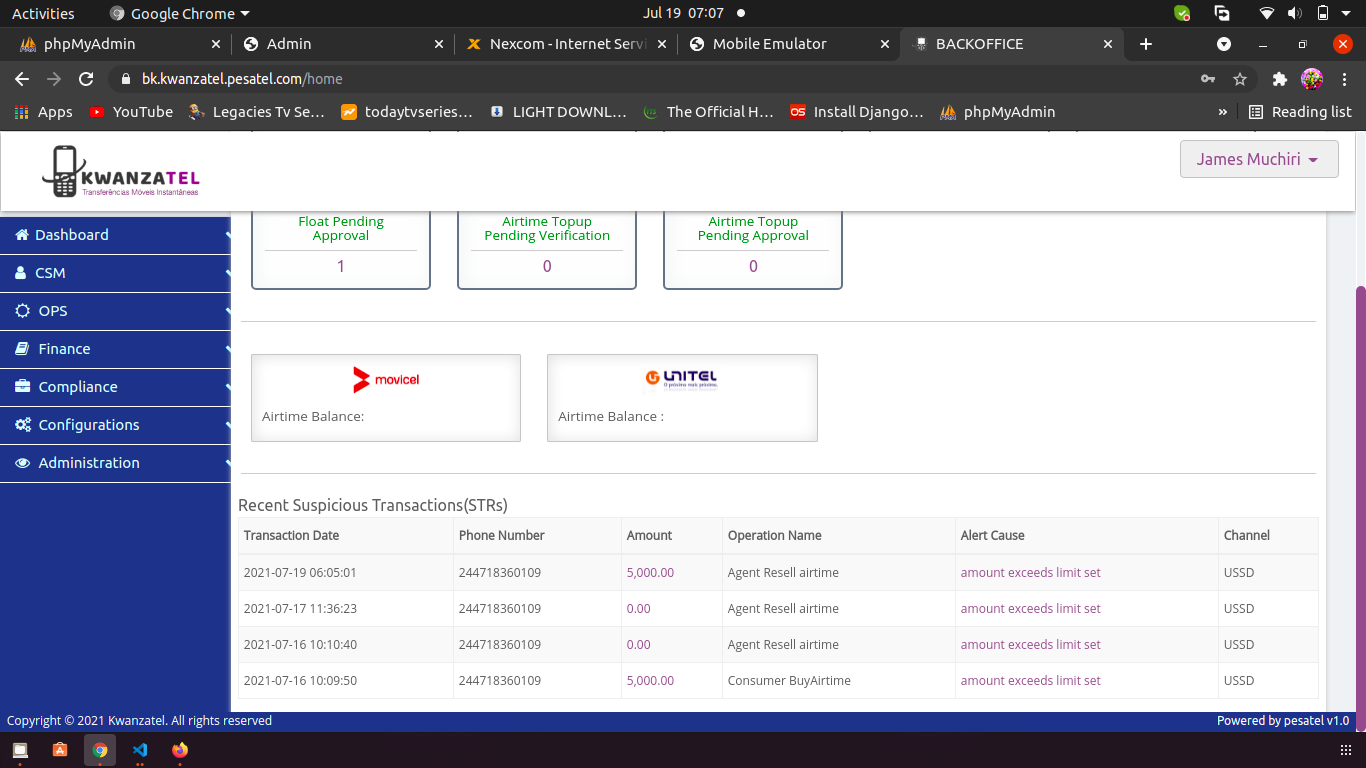 Activities
Google Chrome
Jul 19 07:07
phpMyAdmin
Admin
Nexcom - Internet Servi
Mobile Emulator
BACKOFFICE
bk.kwanzatel.pesatel.com/home
Apps
YouTube
Legacies Tv Se...
todaytvseries...
LIGHT DOWNL...
The Official H...
Install Django...
phpMyAdmin
»
Reading list
KWANZATEL
Transferências Móveis Instantâneas
James Muchiri
Dashboard
CSM
OPS
Finance
Compliance
Configurations
Administration
Float Pending
Approval
1
Airtime Topup
Pending Verification
0
Airtime Topup
Pending Approval
0
movicel
Airtime Balance:
UNITEL
O próximo mais próximo.
Airtime Balance :
Recent Suspicious Transactions(STRs)
Transaction Date Phone Number Amount Operation Name Alert Cause Channel
2021-07-19 06:05:01 244718360109 5,000.00 Agent Resell airtime amount exceeds limit set USSD
2021-07-17 11:36:23 244718360109 0.00 Agent Resell airtime amount exceeds limit set USSD
2021-07-16 10:10:40 244718360109 0.00 Agent Resell airtime amount exceeds limit set USSD
2021-07-16 10:09:50 244718360109 5,000.00 Consumer BuyAirtime amount exceeds limit set USSD
Copyright © 2021 Kwanzatel. All rights reserved
Powered by pesatel v1.0